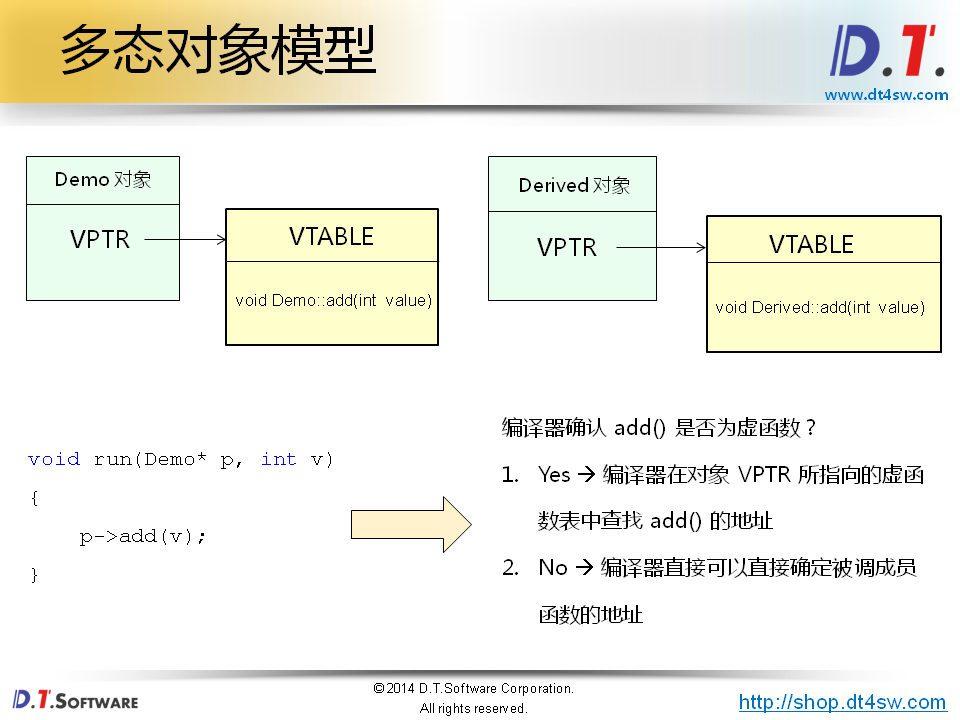 多态对象模型
D.T.
www.dt4sw.com
Demo 对象
VPTR
VTABLE
void Demo::add(int value)
Derived 对象
VPTR
VTABLE
void Derived::add(int value)
void run(Demo* p, int v)
{
p->add(v);
}
编译器确认 add() 是否为虚函数？
1. Yes → 编译器在对象 VPTR 所指向的虚函
数表中查找 add() 的地址
2. No → 编译器直接可以直接确定被调成员
函数的地址
D.T.SOFTWARE
©2014 D.T.Software Corporation.
All rights reserved.
http://shop.dt4sw.com